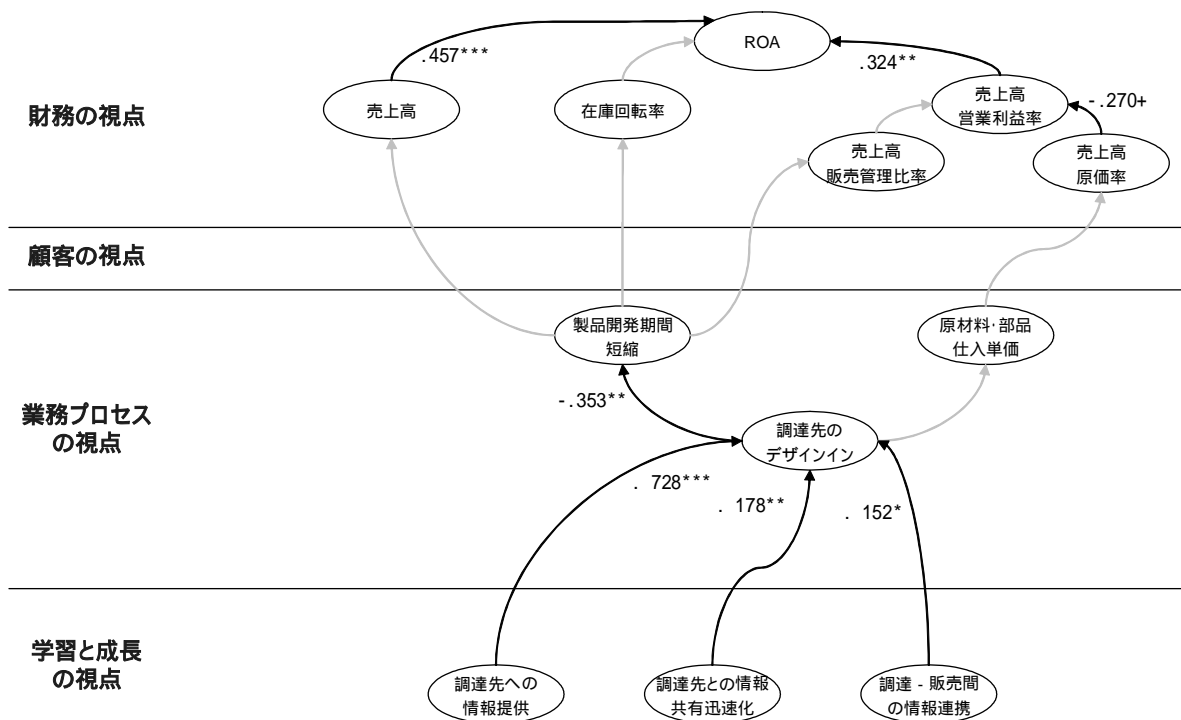 ROA
.457***
.324**
財務の視点
売上高
在庫回転率
売上高
営業利益率
-.270+
売上高
販売管理比率
売上高
原価率
顧客の視点
製品開発期間
短縮
原材料・部品
仕入単価
業務プロセス
の視点
-.353**
調達先の
デザインイン
. 728***
. 178**
. 152*
学習と成長
の視点
調達先への
情報提供
調達先との情報
共有迅速化
調達 - 販売間
の情報連携